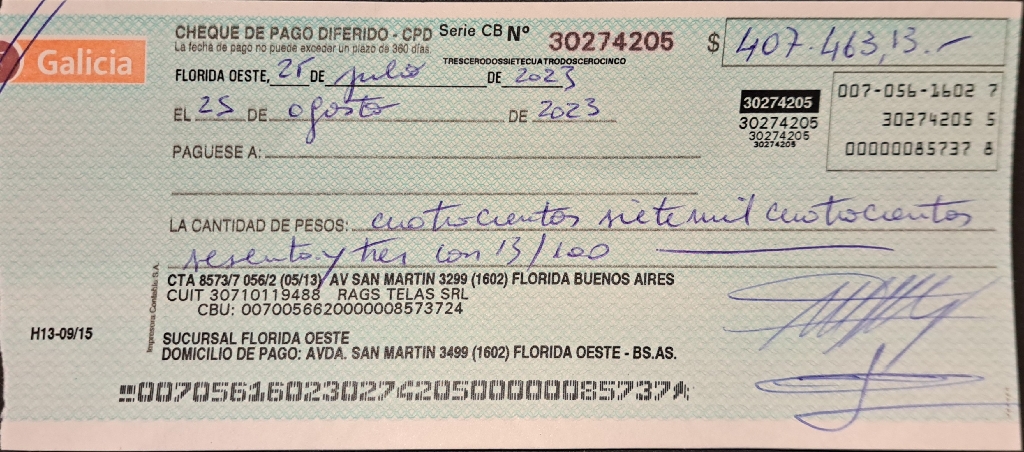 Galicia
CHEQUE DE PAGO DIFERIDO - CPD Serie CB Nº 30274205 $ 407.463,13.-
La fecha de pago no puede exceder un plazo de 360 días.
TRESCERODOSSIETECUATRODOSCEROCINCO
FLORIDA OESTE, 25 DE julio DE 2023
EL 25 DE agosto DE 2023
PAGUESE A:
30274205
30274205
30274205
30274205
007-056-1602 7
30274205 5
00000085737 8
LA CANTIDAD DE PESOS: cuatrocientos siete mil cuatrocientos
sesenta y tres con 13/100
CTA 8573/7 056/2 (05/13) AV SAN MARTIN 3299 (1602) FLORIDA BUENOS AIRES
CUIT 30710119488 RAGS TELAS SRL
CBU: 0070056620000008573724
H13-09/15
SUCURSAL FLORIDA OESTE
DOMICILIO DE PAGO: AVDA. SAN MARTIN 3499 (1602) FLORIDA OESTE - BS.AS.
00705616023027420500000085737